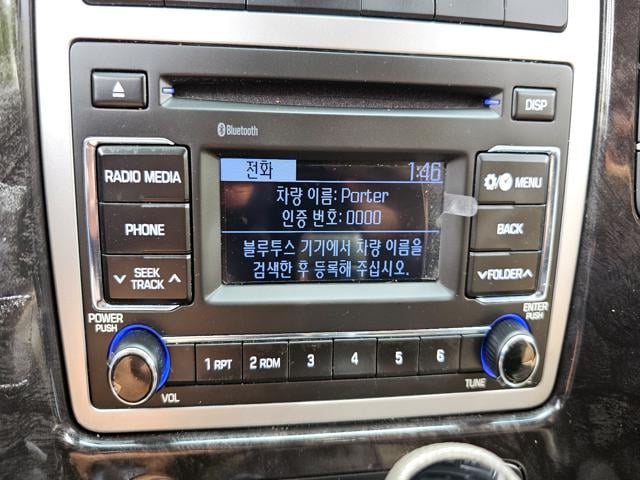 DISP
Bluetooth
전화 1:46
차량 이름: Porter
인증 번호: 0000
블루투스 기기에서 차량 이름을
검색한 후 등록해 주십시오.
RADIO MEDIA
PHONE
SEEK
TRACK
MENU
BACK
FOLDER
POWER
PUSH
VOL
1 RPT
2 RDM
3
4
5
6
ENTER
PUSH
TUNE